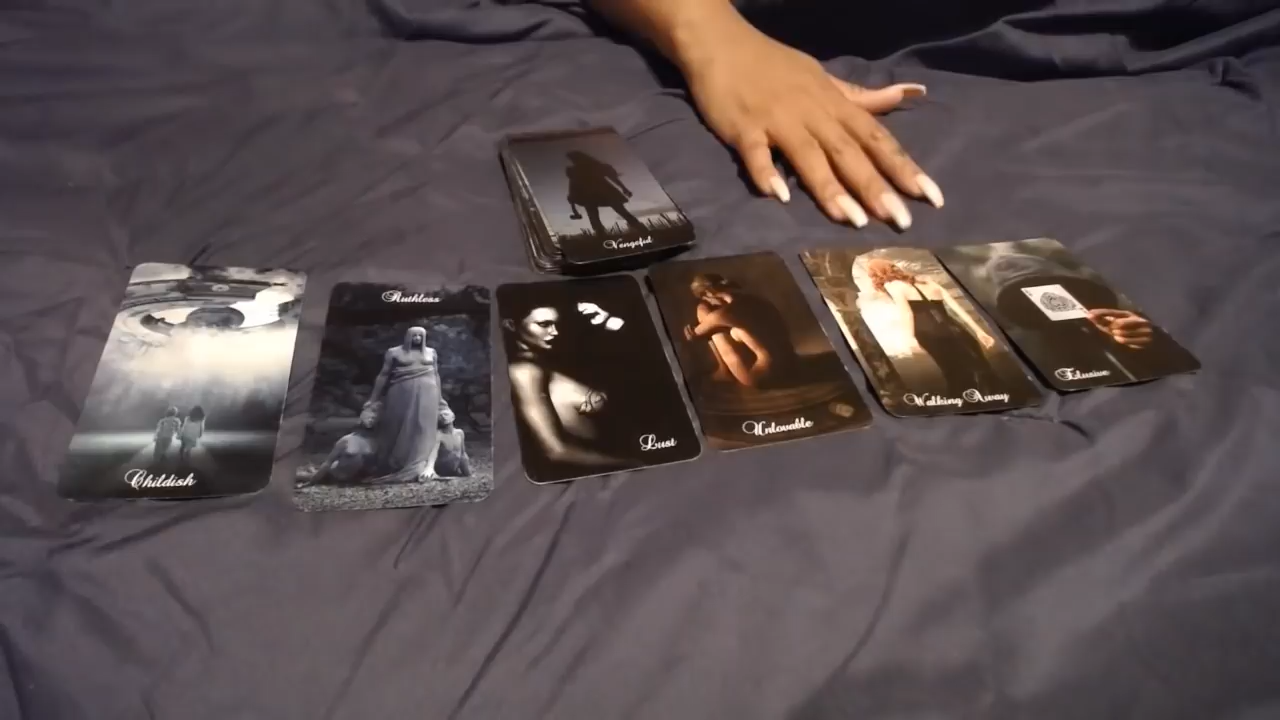 Vengeful
Childish
Ruthless
Lust
Unlovable
Walking Away
Elusive